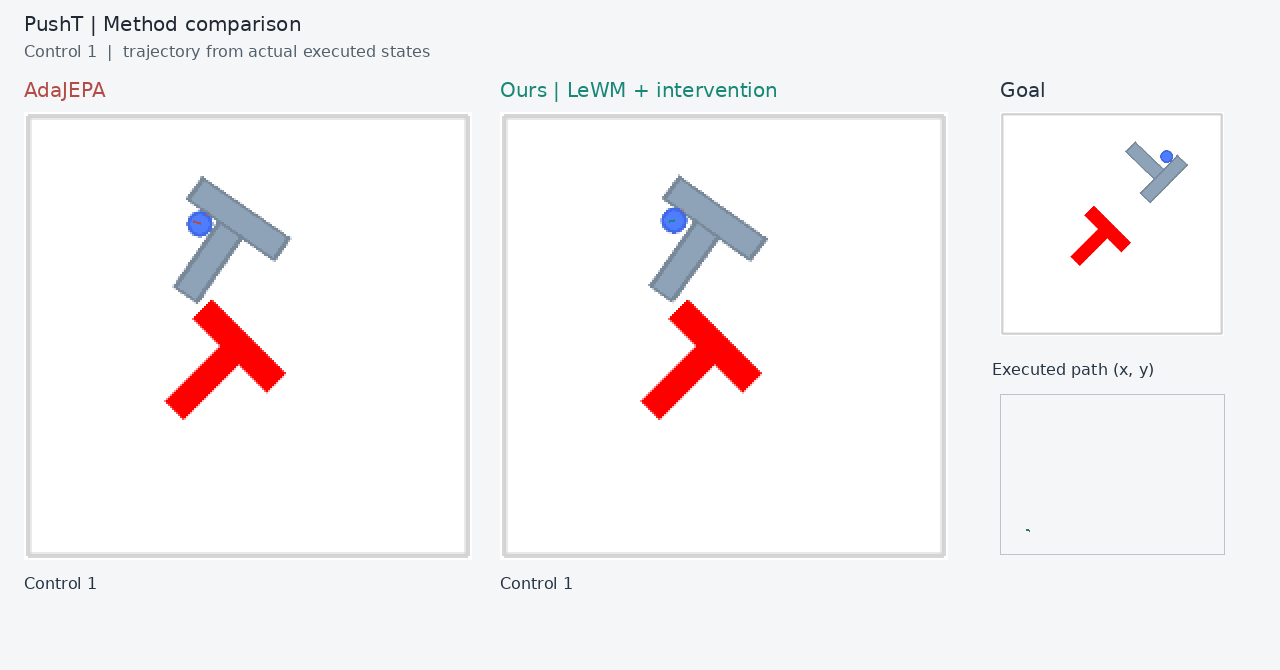 PushT | Method comparison
Control 1 | trajectory from actual executed states
AdaJEPA
Ours | LeWM + intervention
Goal
Executed path (x, y)
Control 1
Control 1